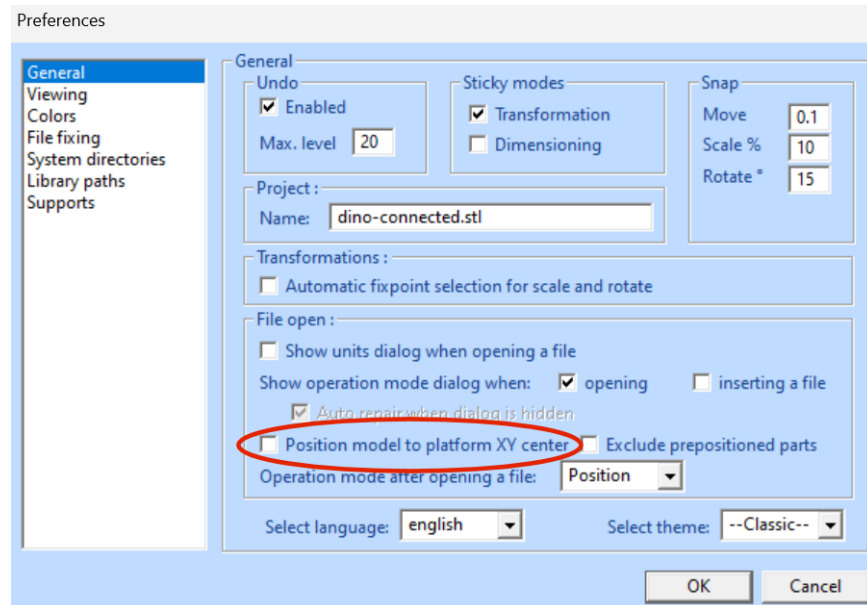 Preferences
General
Viewing
Colors
File fixing
System directories
Library paths
Supports
General
Undo
Enabled
Max. level 20
Sticky modes
Transformation
Dimensioning
Snap
Move 0.1
Scale % 10
Rotate ° 15
Project :
Name: dino-connected.stl
Transformations :
Automatic fixpoint selection for scale and rotate
File open :
Show units dialog when opening a file
Show operation mode dialog when: opening inserting a file
Auto repair when dialog is hidden
Position model to platform XY center Exclude prepositioned parts
Operation mode after opening a file: Position
Select language: english Select theme: --Classic--
OK Cancel